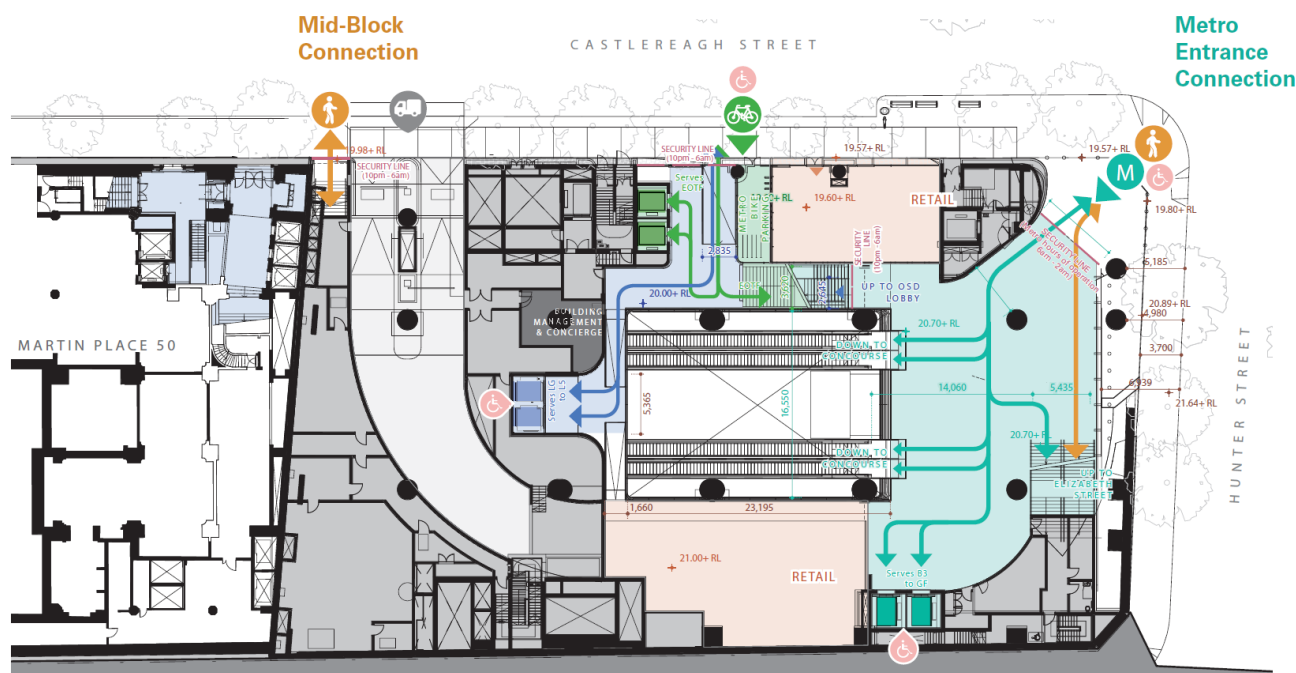 Mid-Block
Connection
CASTLEREAGH STREET
Metro
Entrance
Connection
19.98+ RL
SECURITY LINE
(10pm - 6am)
SECURITY LINE
(10pm - 6am)
Serves
EOTF
METRO
BIKE
PARKING
19.57+ RL
19.60+ RL
RETAIL
19.57+ RL
M
19.80+ RL
SECURITY LINE
SECURITY
LINE
(10pm - 6am)
2,835
5,185
20.00+ RL
UP TO OSD
LOBBY
20.89+ RL
4,980
BUILDING
MANAGEMENT
& CONCIERGE
20.70+ RL
DOWN TO
CONCOURSE
MARTIN PLACE 50
3,700
HUNTER STREET
Serves LG
to L5
5,365
16,550
14,060
5,435
6,939
21.64+ RL
20.70+ RL
DOWN TO
CONCOURSE
UP TO
ELIZABETH
STREET
1,660
23,195
21.00+ RL
RETAIL
Serves B3
to GF